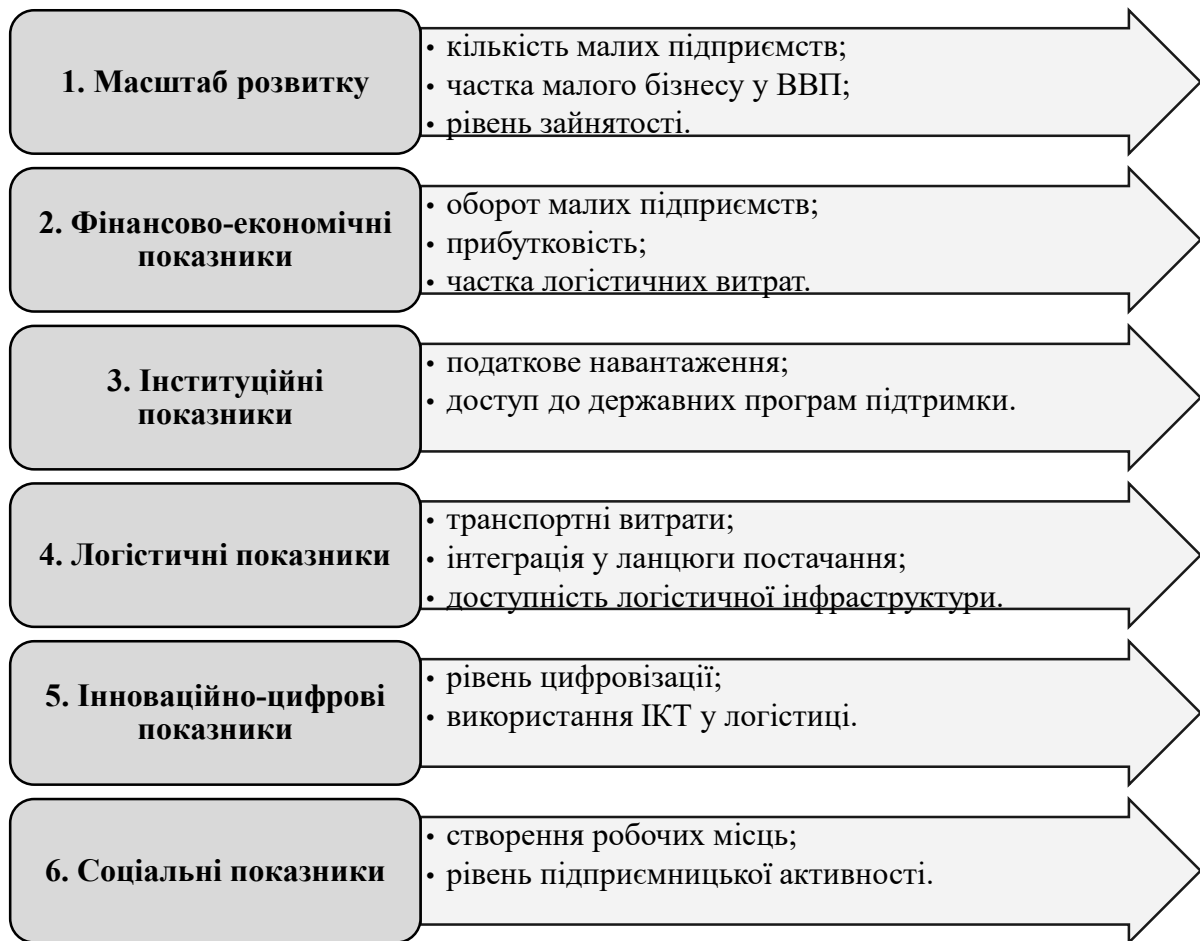 1. Масштаб розвитку
• кількість малих підприємств;
• частка малого бізнесу у ВВП;
• рівень зайнятості.
2. Фінансово-економічні
показники
• оборот малих підприємств;
• прибутковість;
• частка логістичних витрат.
3. Інституційні
показники
• податкове навантаження;
• доступ до державних програм підтримки.
4. Логістичні показники
• транспортні витрати;
• інтеграція у ланцюги постачання;
• доступність логістичної інфраструктури.
5. Інноваційно-цифрові
показники
• рівень цифровізації;
• використання ІКТ у логістиці.
6. Соціальні показники
• створення робочих місць;
• рівень підприємницької активності.